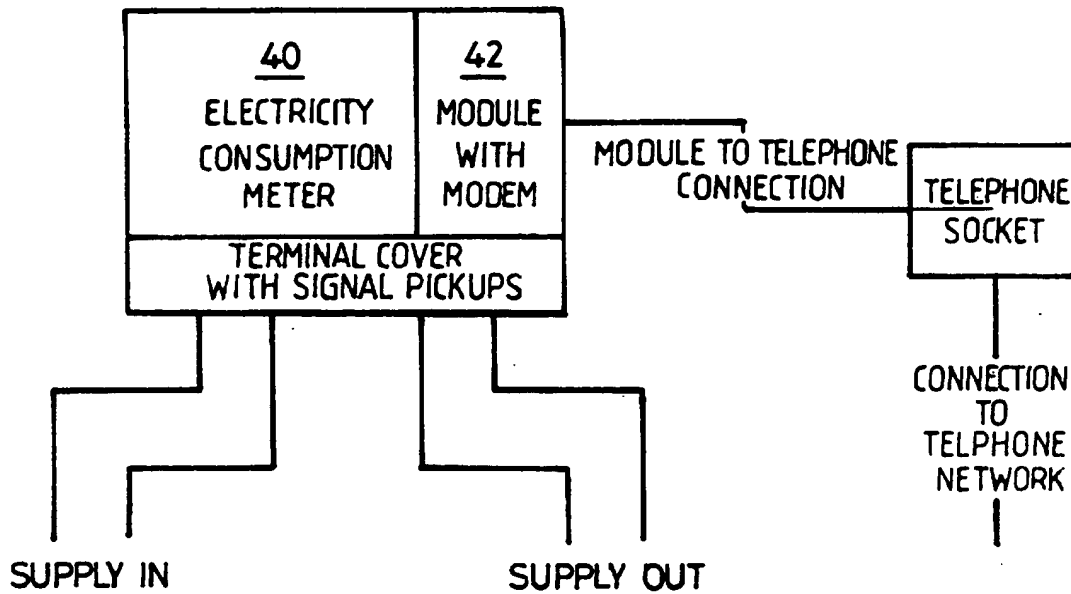 40
ELECTRICITY
CONSUMPTION
METER
42
MODULE
WITH
MODEM
TERMINAL COVER
WITH SIGNAL PICKUPS
MODULE TO TELEPHONE
CONNECTION
TELEPHONE
SOCKET
CONNECTION
TO
TELPHONE
NETWORK
SUPPLY IN
SUPPLY OUT